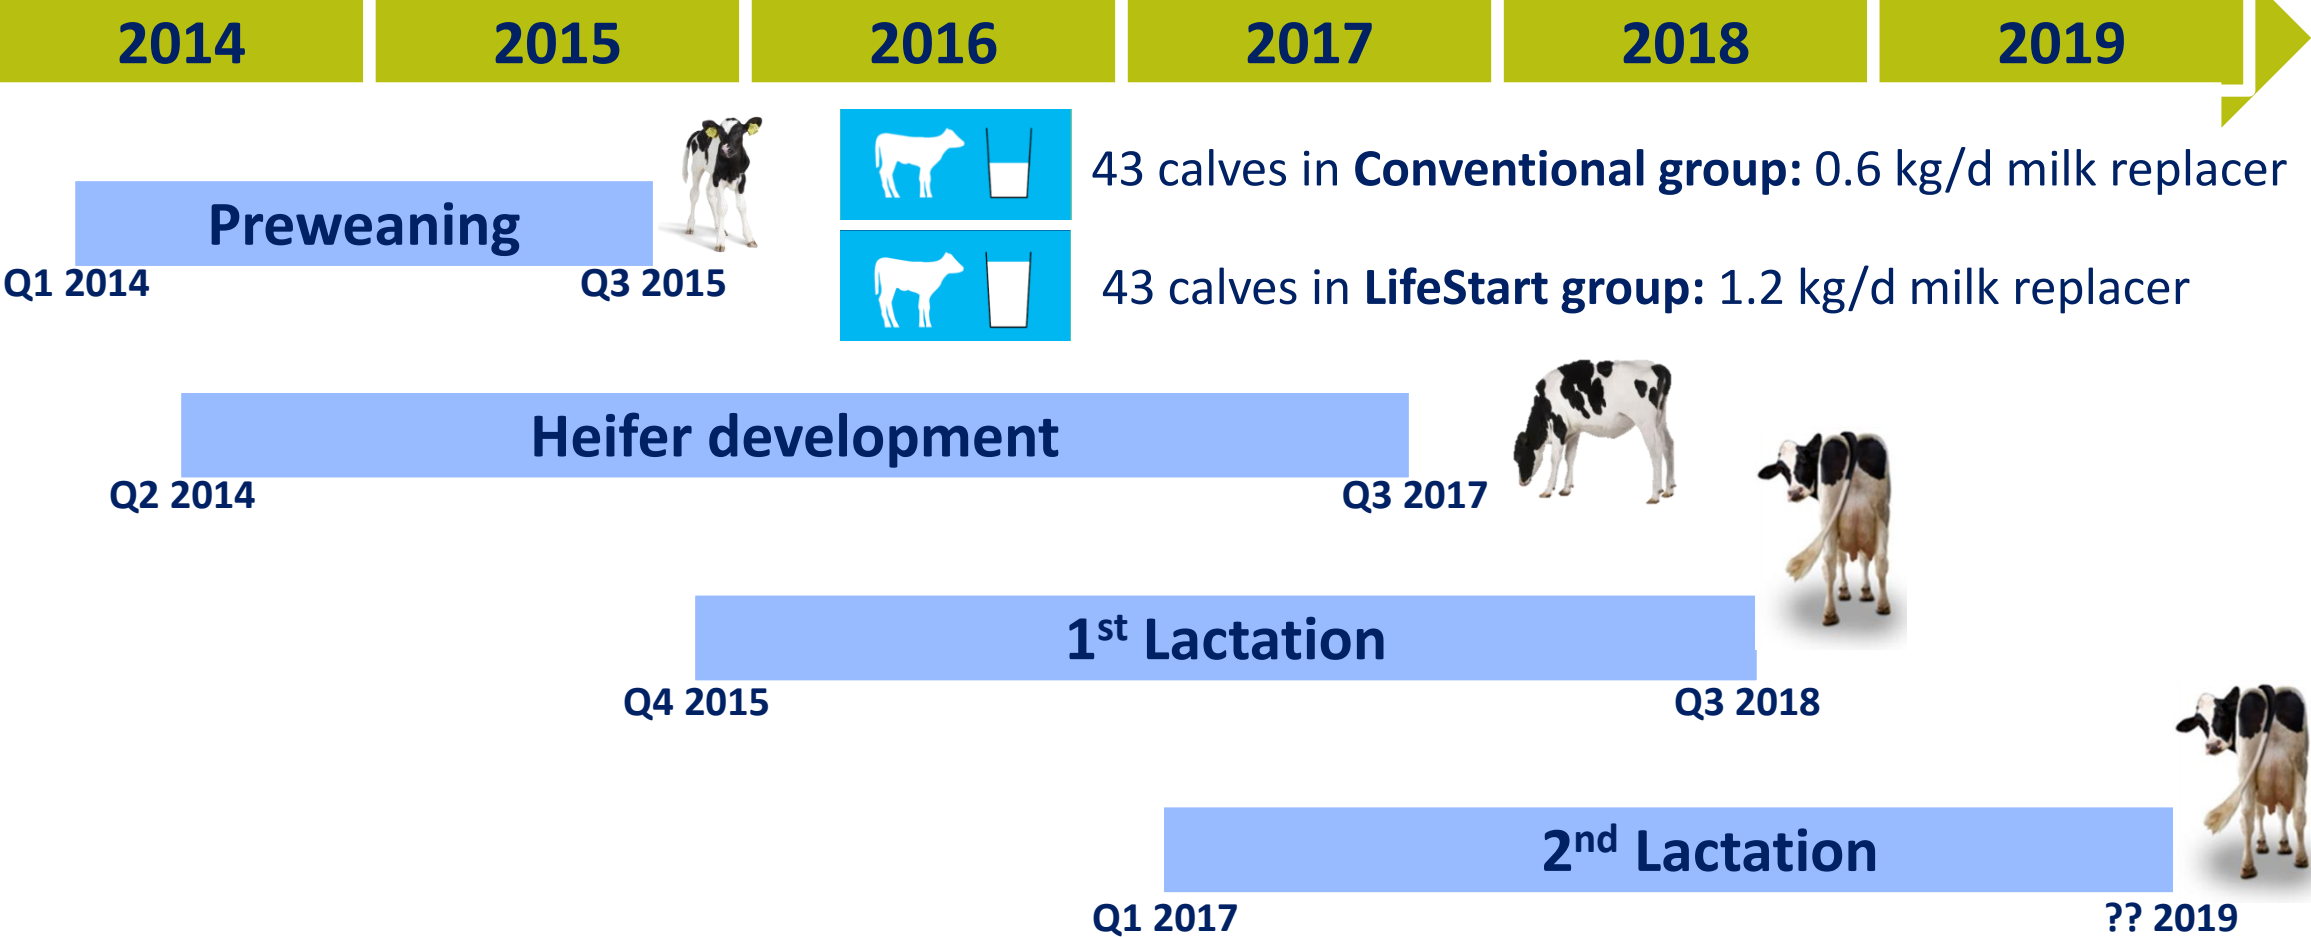 2014 2015 2016 2017 2018 2019
43 calves in Conventional group: 0.6 kg/d milk replacer
Preweaning
Q1 2014 Q3 2015
43 calves in LifeStart group: 1.2 kg/d milk replacer
Heifer development
Q2 2014 Q3 2017
1st Lactation
Q4 2015 Q3 2018
2nd Lactation
Q1 2017 ?? 2019